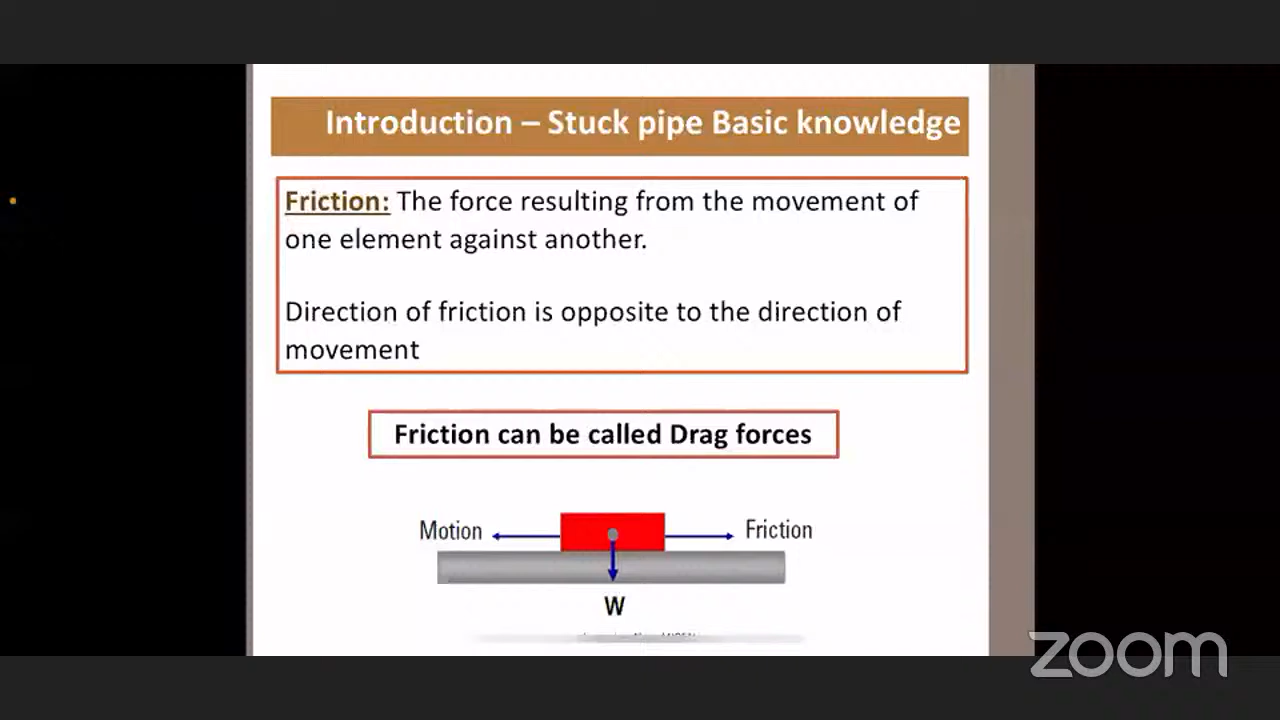 Introduction – Stuck pipe Basic knowledge
Friction: The force resulting from the movement of
one element against another.
Direction of friction is opposite to the direction of
movement
Friction can be called Drag forces
Motion
Friction
W
zoom